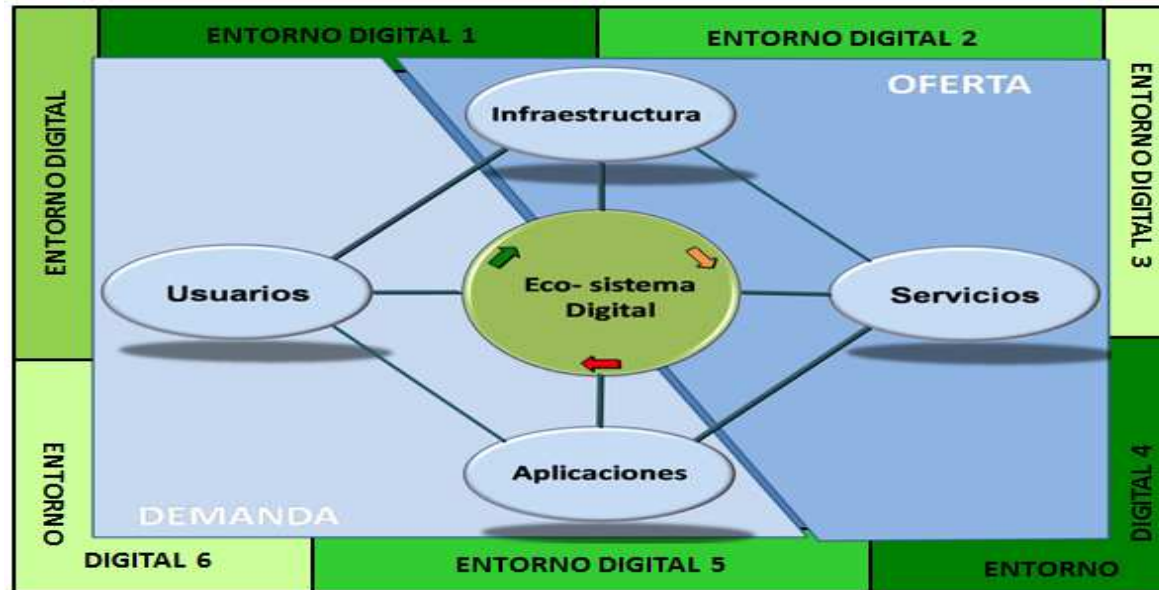 ENTORNO DIGITAL 1
ENTORNO DIGITAL 2
ENTORNO DIGITAL
ENTORNO DIGITAL 3
OFERTA
Infraestructura
Usuarios
Eco- sistema
Digital
Servicios
Aplicaciones
DEMANDA
ENTORNO
DIGITAL 6
ENTORNO DIGITAL 5
ENTORNO
DIGITAL 4